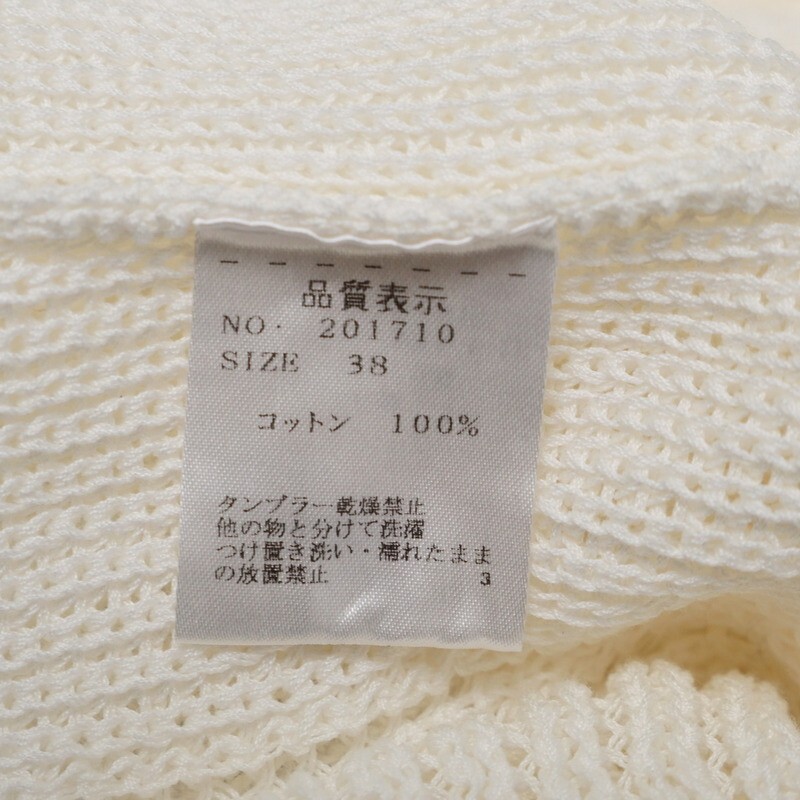 品質表示
NO. 201710
SIZE 38
コットン 100%
タンブラー乾燥禁止
他の物と分けて洗濯
つけ置き洗い・濡れたまま
の放置禁止 3